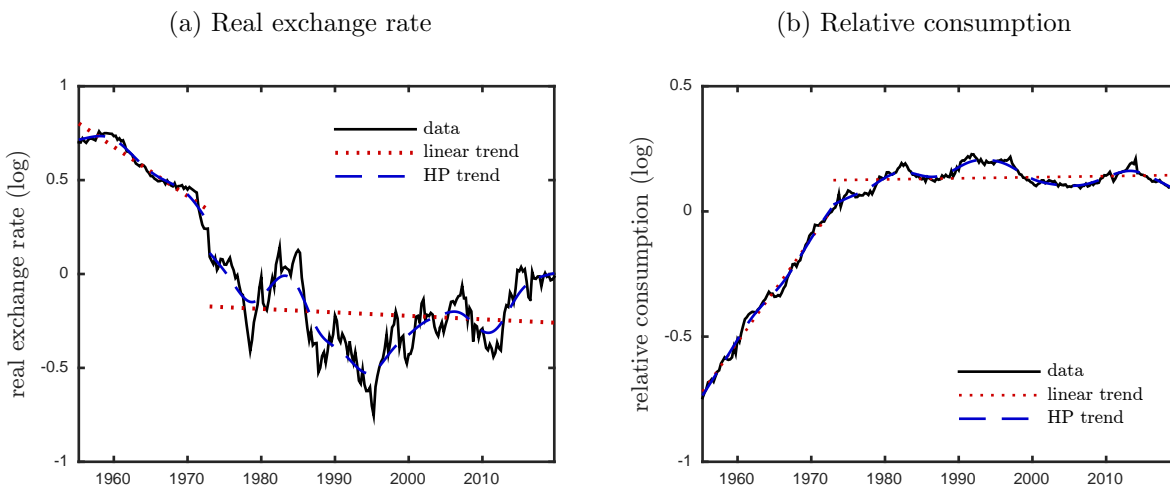 (a) Real exchange rate
real exchange rate (log)
1
0.5
0
-0.5
-1
1960 1970 1980 1990 2000 2010
data
linear trend
HP trend
(b) Relative consumption
relative consumption (log)
0.5
0
-0.5
-1
1960 1970 1980 1990 2000 2010
data
linear trend
HP trend